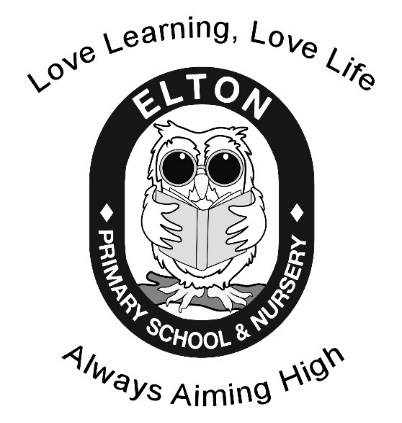 Love Learning, Love Life
ELTON
PRIMARY SCHOOL & NURSERY
Always Aiming High